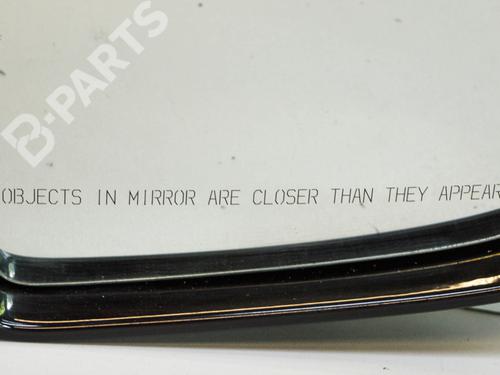 B-PARTS
OBJECTS IN MIRROR ARE CLOSER THAN THEY APPEAR